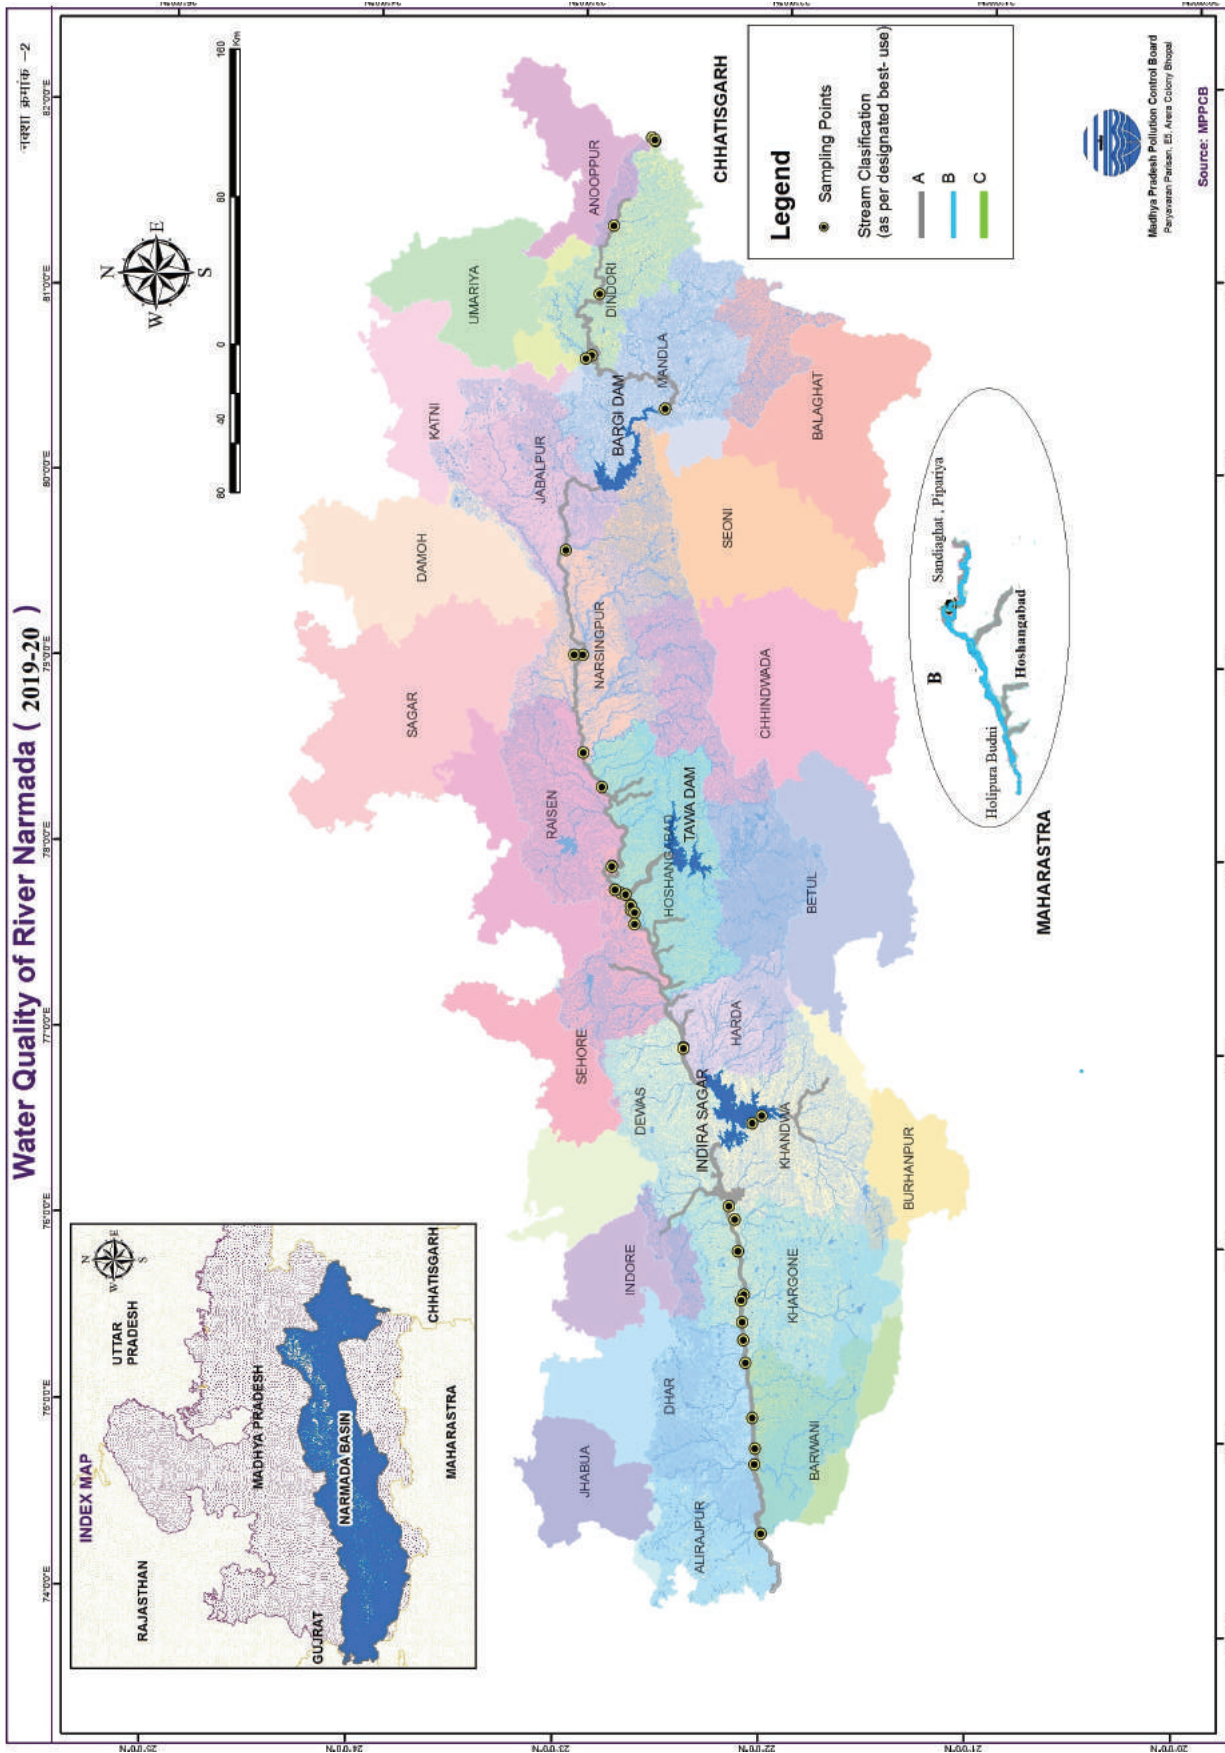 नक्शा क्रमांक -2
Water Quality of River Narmada ( 2019-20 )
74°0'0"E
75°0'0"E
76°0'0"E
77°0'0"E
78°0'0"E
80°0'0"E
81°0'0"E
82°0'0"E
INDEX MAP
RAJASTHAN
UTTAR
PRADESH
MADHYA PRADESH
GUJRAT
NARMADA BASIN
CHHATISGARH
MAHARASTRA
N
E
S
W
N
E
S
W
80
40
0
80
160
Km
JHABUA
ALIRAJPUR
DHAR
BARWANI
INDORE
KHARGONE
BURHANPUR
DEWAS
INDIRA SAGAR
KHANDWA
SEHORE
HARDA
BETUL
RAISEN
HOSHANGABAD
TAWA DAM
SAGAR
NARSINGPUR
CHHINDWADA
DAMOH
JABALPUR
SEONI
KATNI
BARGI DAM
MANDLA
BALAGHAT
UMARIYA
DINDORI
ANOOPPUR
CHHATISGARH
MAHARASTRA
Holipura Budni
B
Hoshangabad
Sandiaghat , Pipariya
Legend
Sampling Points
Stream Clasification
(as per designated best- use)
A
B
C
Madhya Pradesh Pollution Control Board
Paryavaran Parisan, E5, Arera Colony Bhopal
Source: MPPCB
25°0'0"N
24°0'0"N
23°0'0"N
22°0'0"N
21°0'0"N
20°0'0"N